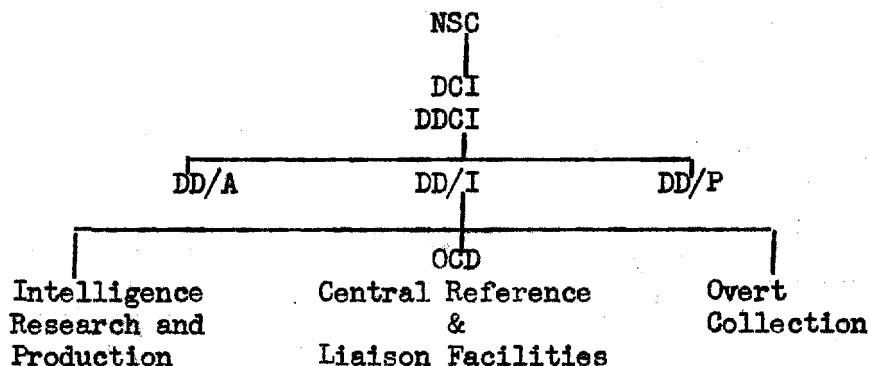 NSC
DCI
DDCI
DD/A DD/I DD/P
OCD
Intelligence Central Reference Overt
Research and & Collection
Production Liaison Facilities